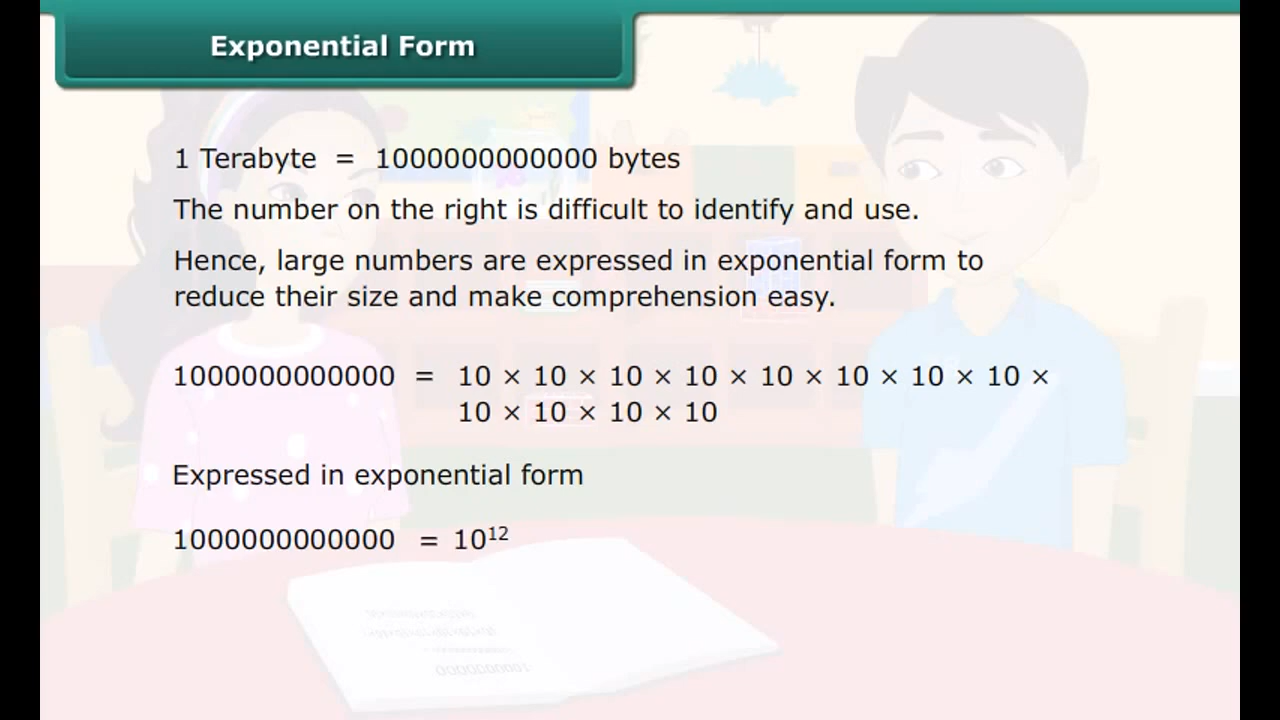 Exponential Form
1 Terabyte = 1000000000000 bytes
The number on the right is difficult to identify and use.
Hence, large numbers are expressed in exponential form to
reduce their size and make comprehension easy.
1000000000000 = 10 × 10 × 10 × 10 × 10 × 10 × 10 × 10 ×
10 × 10 × 10 × 10
Expressed in exponential form
1000000000000 = 10¹²